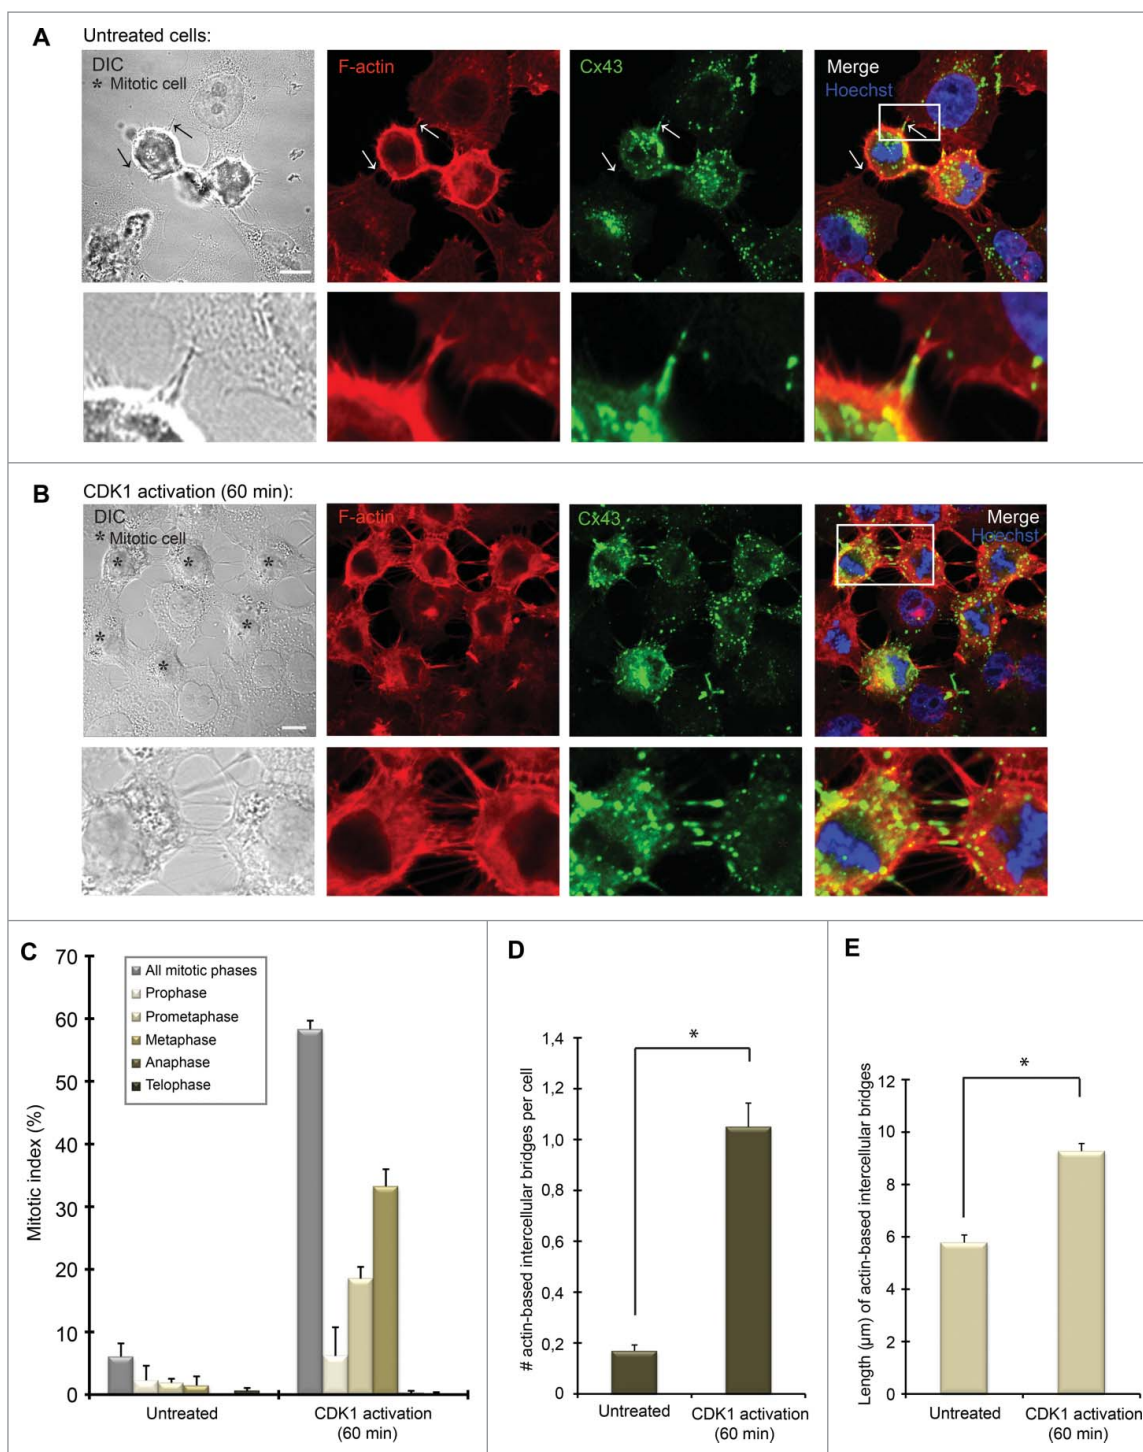 A
Untreated cells:
DIC
* Mitotic cell
F-actin
Cx43
Merge
Hoechst
B
CDK1 activation (60 min):
DIC
* Mitotic cell
F-actin
Cx43
Merge
Hoechst
C
70
60
50
40
30
20
10
0
Mitotic index (%)
All mitotic phases
Prophase
Prometaphase
Metaphase
Anaphase
Telophase
Untreated
CDK1 activation
(60 min)
D
1,4
1,2
1,0
0,8
0,6
0,4
0,2
0
# actin-based intercellular bridges per cell
*
Untreated
CDK1 activation
(60 min)
E
12
10
8
6
4
2
0
Length (μm) of actin-based intercellular bridges
*
Untreated
CDK1 activation
(60 min)